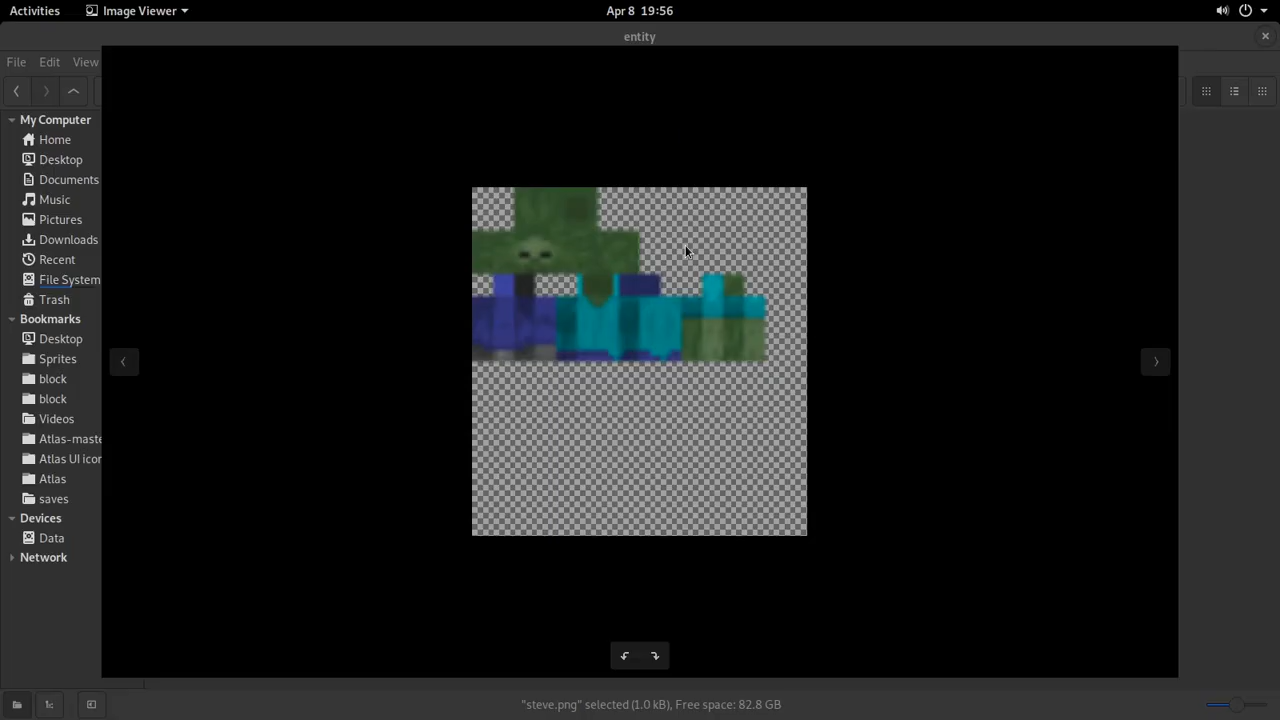 Activities
Image Viewer
Apr 8 19:56
entity
File Edit View
My Computer
Home
Desktop
Documents
Music
Pictures
Downloads
Recent
File System
Trash
Bookmarks
Desktop
Sprites
block
block
Videos
Atlas-maste
Atlas UI icor
Atlas
saves
Devices
Data
Network
"steve.png" selected (1.0 kB), Free space: 82.8 GB